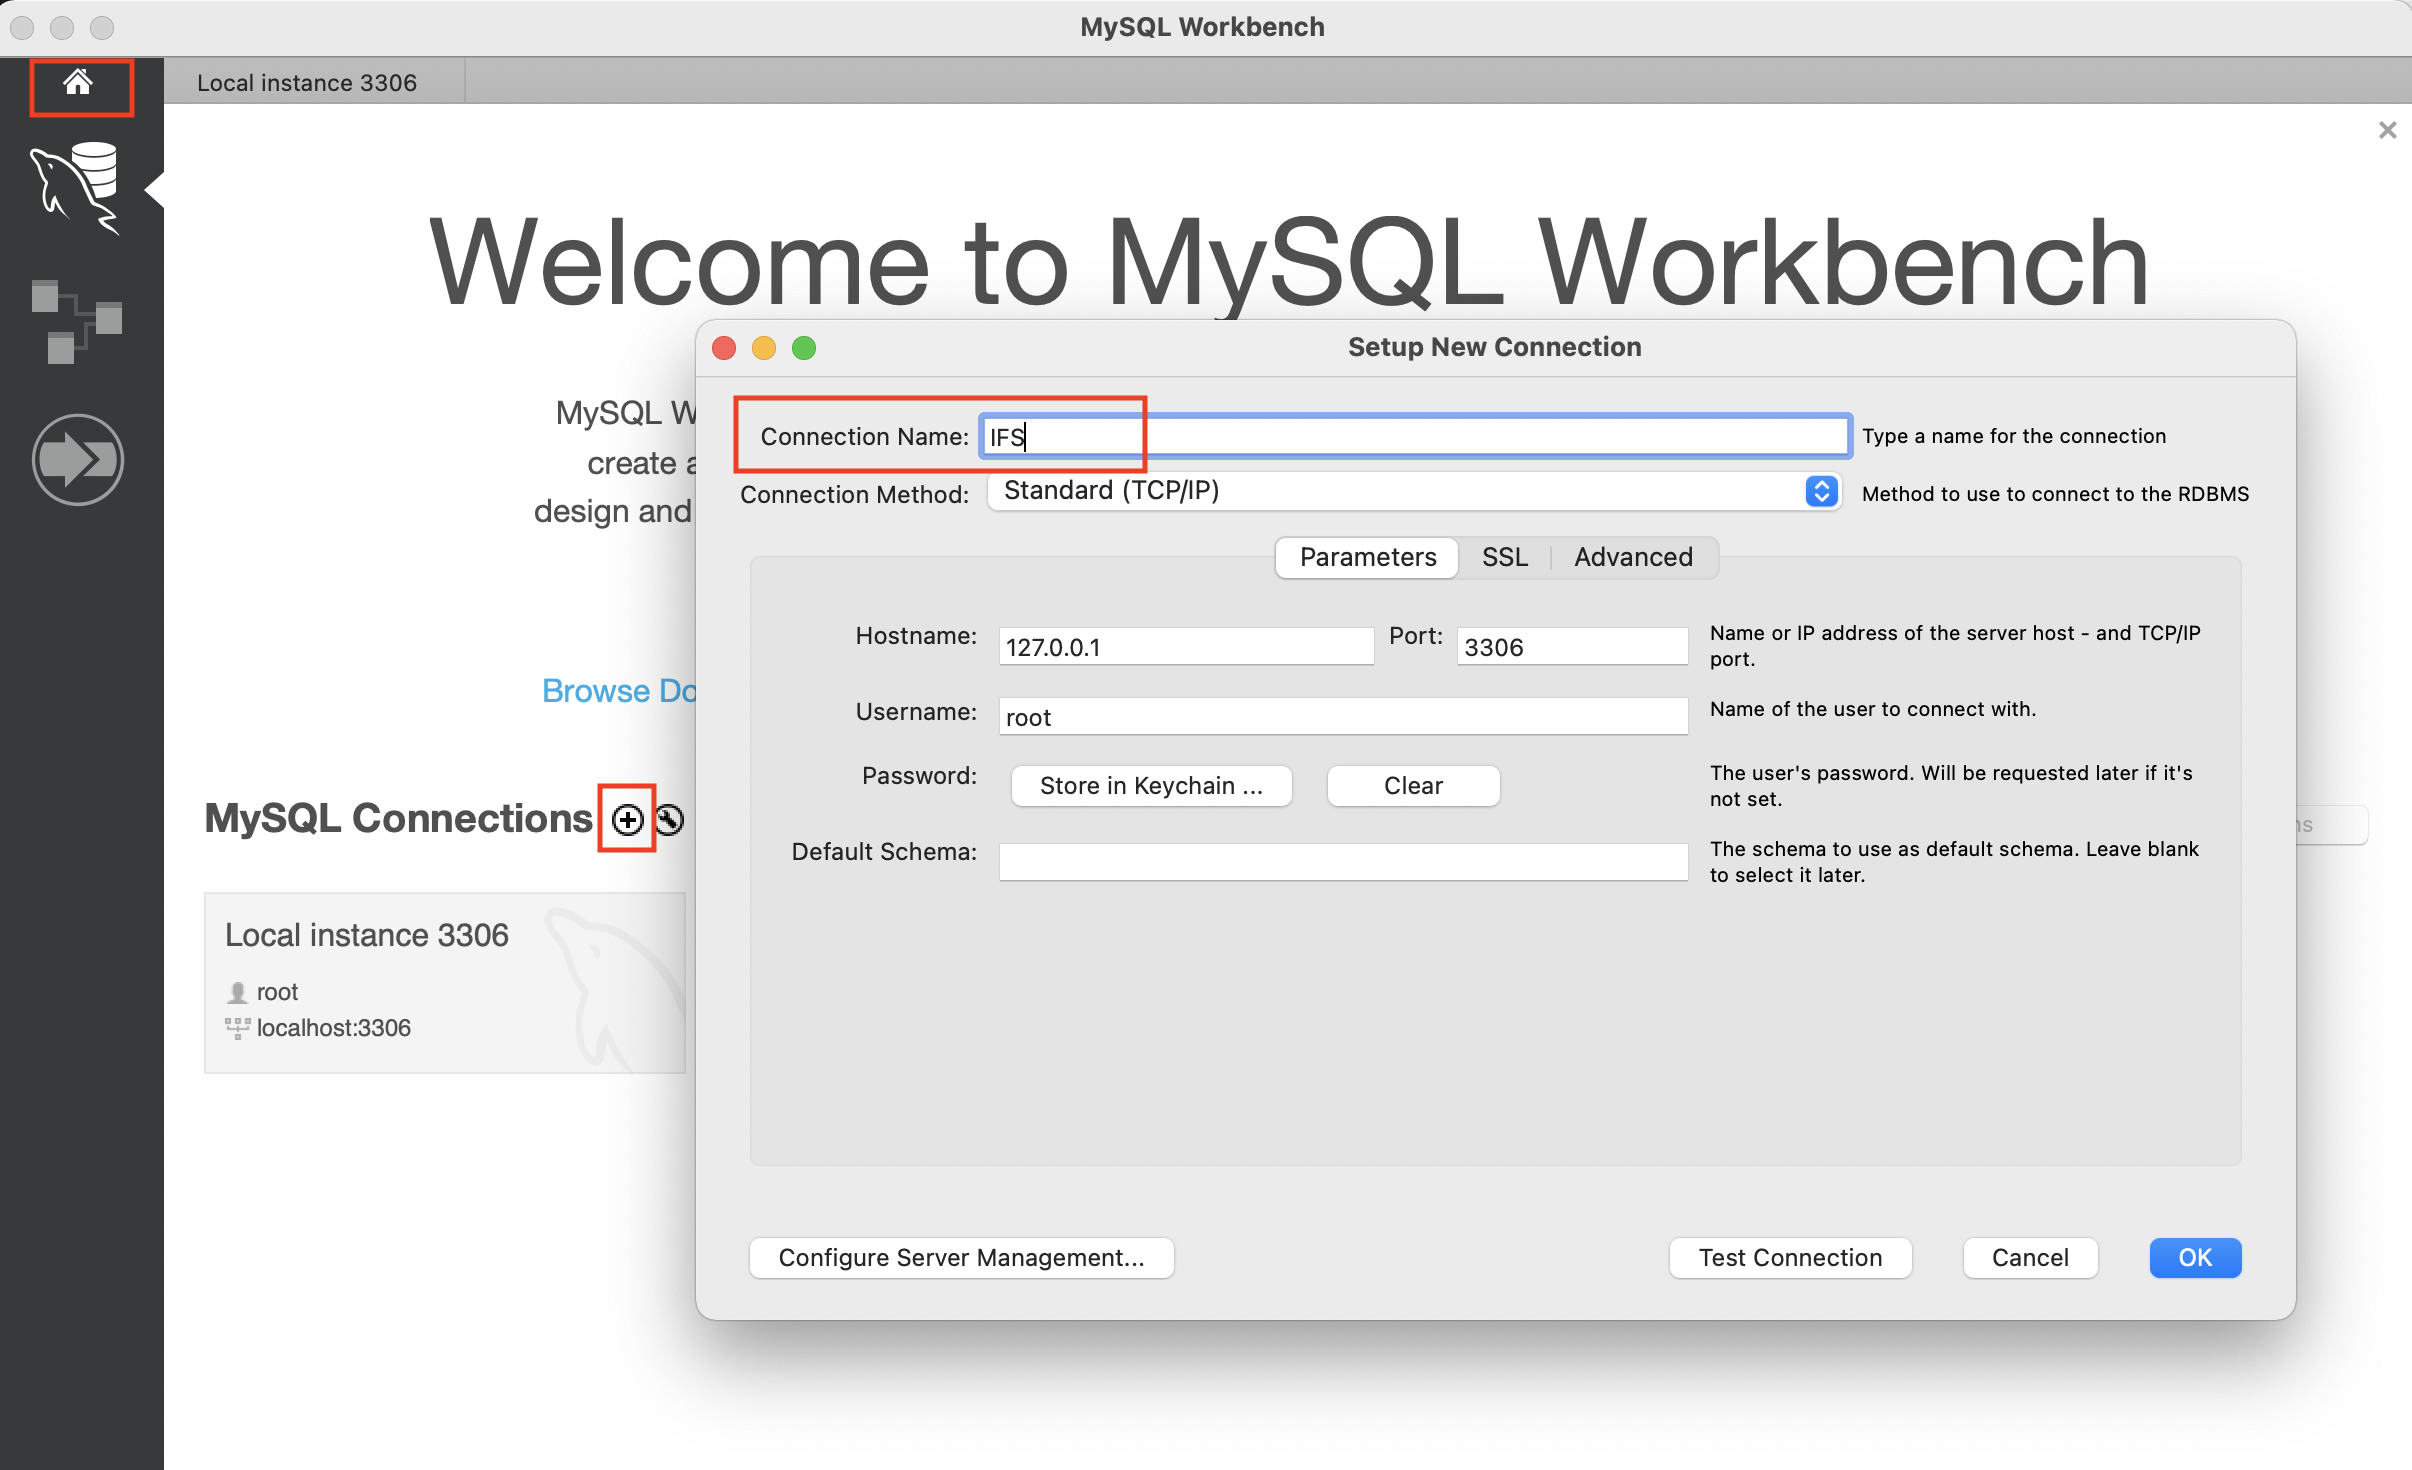 MySQL Workbench
Local instance 3306
Welcome to MySQL Workbench
MySQL W
create a
design and
Browse Do
MySQL Connections
Local instance 3306
root
localhost:3306
Setup New Connection
Connection Name: IFS Type a name for the connection
Connection Method: Standard (TCP/IP) Method to use to connect to the RDBMS
Parameters SSL Advanced
Hostname: 127.0.0.1 Port: 3306 Name or IP address of the server host - and TCP/IP
port.
Username: root Name of the user to connect with.
Password: Store in Keychain ... Clear The user's password. Will be requested later if it's
not set.
Default Schema: The schema to use as default schema. Leave blank
to select it later.
Configure Server Management... Test Connection Cancel OK